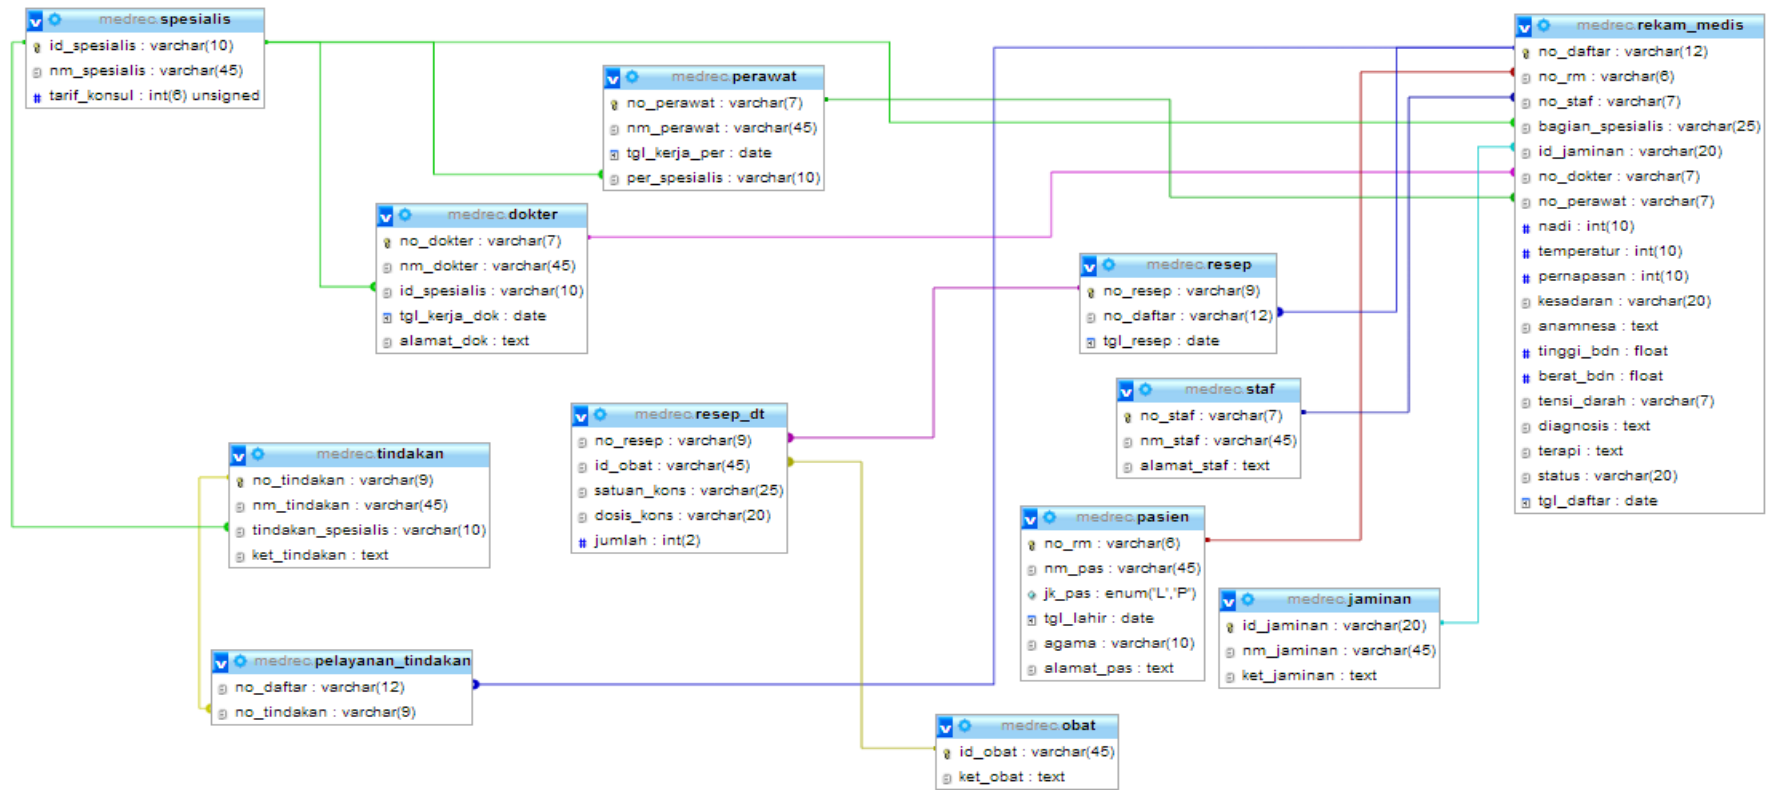 medrec.spesialis
id_spesialis : varchar(10)
nm_spesialis : varchar(45)
# tarif_konsul : int(6) unsigned
medrec.perawat
no_perawat : varchar(7)
nm_perawat : varchar(45)
tgl_kerja_per : date
per_spesialis : varchar(10)
medrec.dokter
no_dokter : varchar(7)
nm_dokter : varchar(45)
id_spesialis : varchar(10)
tgl_kerja_dok : date
alamat_dok : text
medrec.rekam_medis
no_daftar : varchar(12)
no_rm : varchar(6)
no_staf : varchar(7)
bagian_spesialis : varchar(25)
id_jaminan : varchar(20)
no_dokter : varchar(7)
no_perawat : varchar(7)
# nadi : int(10)
# temperatur : int(10)
# pernapasan : int(10)
kesadaran : varchar(20)
anamnesa : text
# tinggi_bdn : float
# berat_bdn : float
tensi_darah : varchar(7)
diagnosis : text
terapi : text
status : varchar(20)
tgl_daftar : date
medrec.resep
no_resep : varchar(9)
no_daftar : varchar(12)
tgl_resep : date
medrec.staf
no_staf : varchar(7)
nm_staf : varchar(45)
alamat_staf : text
medrec.resep_dt
no_resep : varchar(9)
id_obat : varchar(45)
satuan_kons : varchar(25)
dosis_kons : varchar(20)
# jumlah : int(2)
medrec.tindakan
no_tindakan : varchar(9)
nm_tindakan : varchar(45)
tindakan_spesialis : varchar(10)
ket_tindakan : text
medrec.pasien
no_rm : varchar(6)
nm_pas : varchar(45)
jk_pas : enum('L','P')
tgl_lahir : date
agama : varchar(10)
alamat_pas : text
medrec.jaminan
id_jaminan : varchar(20)
nm_jaminan : varchar(45)
ket_jaminan : text
medrec.pelayanan_tindakan
no_daftar : varchar(12)
no_tindakan : varchar(9)
medrec.obat
id_obat : varchar(45)
ket_obat : text